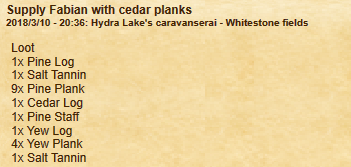 Supply Fabian with cedar planks
2018/3/10 - 20:36: Hydra Lake's caravanserai - Whitestone fields
Loot
1x Pine Log
1x Salt Tannin
9x Pine Plank
1x Cedar Log
1x Pine Staff
1x Yew Log
4x Yew Plank
1x Salt Tannin